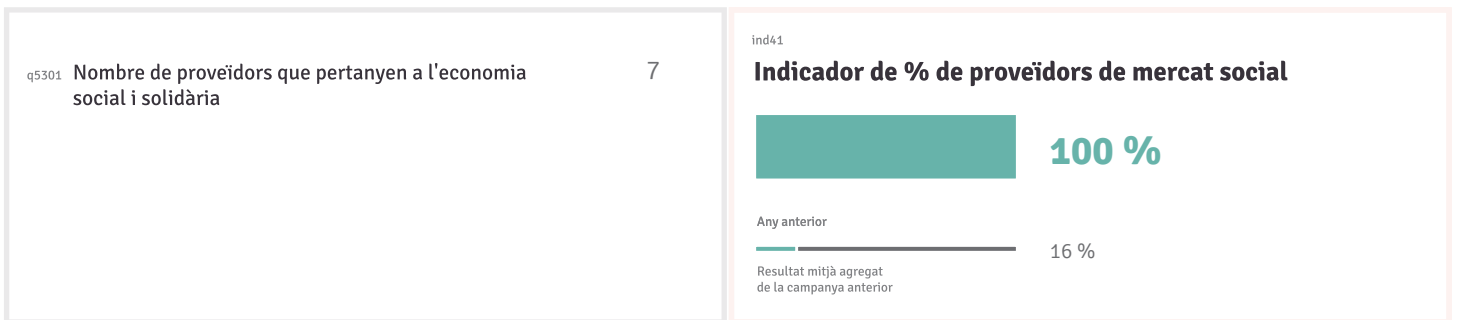 q5301 Nombre de proveïdors que pertanyen a l'economia 7
social i solidària
ind41
Indicador de % de proveïdors de mercat social
100 %
Any anterior
16 %
Resultat mitjà agregat
de la campanya anterior